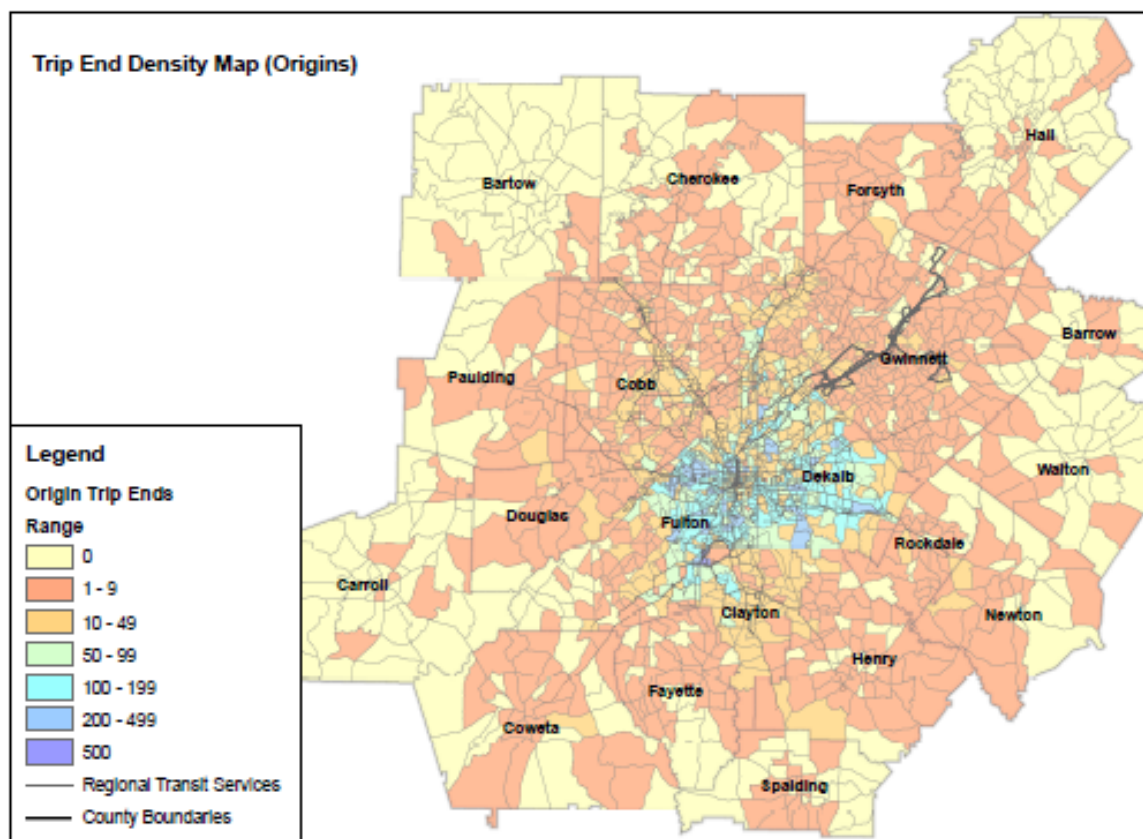 Trip End Density Map (Origins)
Hall
Bartow
Cherokee
Forsyth
Barrow
Gwinnett
Paulding
Cobb
Walton
Dekalb
Douglas
Fulton
Rockdale
Carroll
Clayton
Newton
Henry
Fayette
Coweta
Spalding
Legend
Origin Trip Ends
Range
0
1 - 9
10 - 49
50 - 99
100 - 199
200 - 499
500
Regional Transit Services
County Boundaries